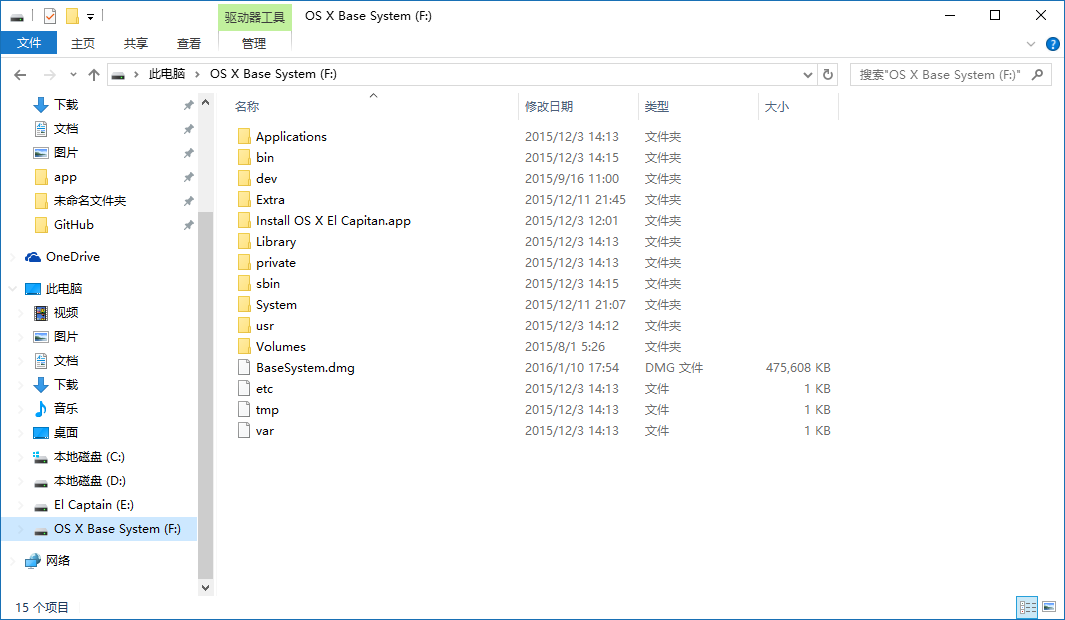 驱动器工具 OS X Base System (F:)
文件 主页 共享 查看 管理
此电脑 OS X Base System (F:) 搜索"OS X Base System (F:)"
下载
文档
图片
app
未命名文件夹
GitHub
OneDrive
此电脑
视频
图片
文档
下载
音乐
桌面
本地磁盘 (C:)
本地磁盘 (D:)
El Captain (E:)
OS X Base System (F:)
网络
名称 修改日期 类型 大小
Applications 2015/12/3 14:13 文件夹
bin 2015/12/3 14:15 文件夹
dev 2015/9/16 11:00 文件夹
Extra 2015/12/11 21:45 文件夹
Install OS X El Capitan.app 2015/12/3 12:01 文件夹
Library 2015/12/3 14:13 文件夹
private 2015/12/3 14:13 文件夹
sbin 2015/12/3 14:15 文件夹
System 2015/12/11 21:07 文件夹
usr 2015/12/3 14:12 文件夹
Volumes 2015/8/1 5:26 文件夹
BaseSystem.dmg 2016/1/10 17:54 DMG 文件 475,608 KB
etc 2015/12/3 14:13 文件 1 KB
tmp 2015/12/3 14:13 文件 1 KB
var 2015/12/3 14:13 文件 1 KB
15 个项目